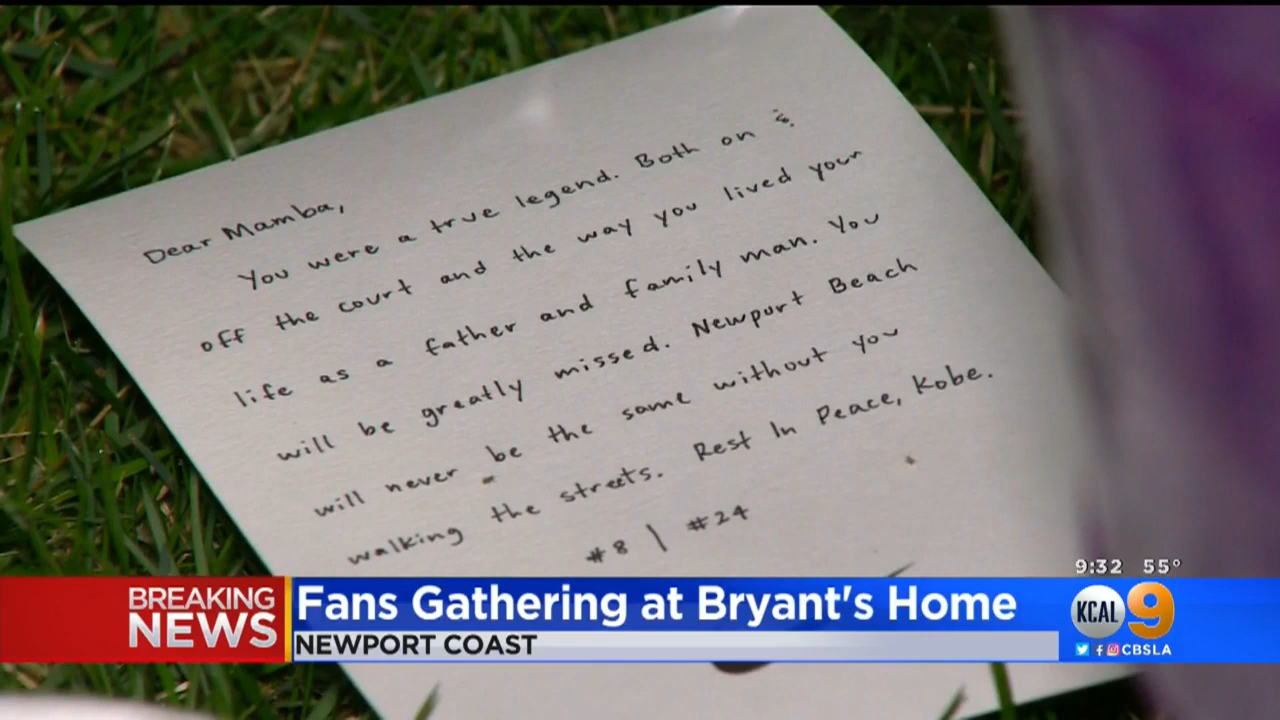 Dear Mamba,
You were a true legend. Both on &
off the court and the way you lived your
life as a father and family man. You
will be greatly missed. Newport Beach
will never be the same without you
walking the streets. Rest In Peace, Kobe.
#8 | #24
9:32 55°
BREAKING NEWS
Fans Gathering at Bryant's Home
NEWPORT COAST
KCAL 9
CBSLA